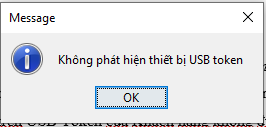 Message
Không phát hiện thiết bị USB token
OK